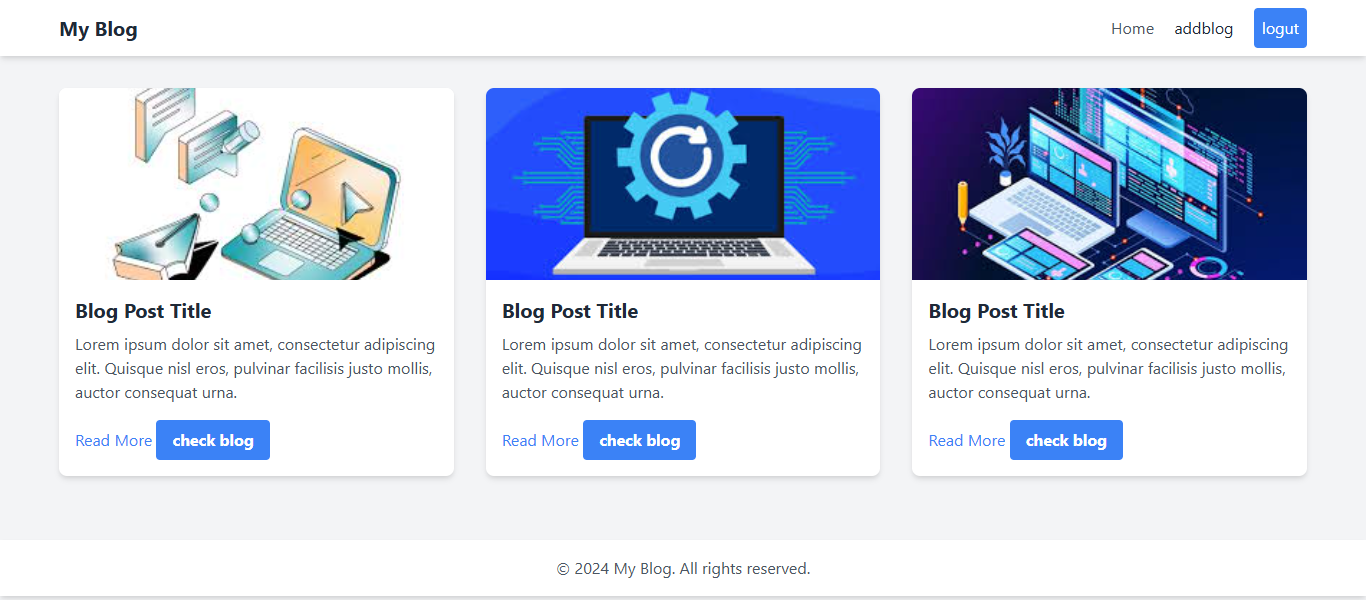 My Blog
Home addblog logut
Blog Post Title
Lorem ipsum dolor sit amet, consectetur adipiscing
elit. Quisque nisl eros, pulvinar facilisis justo mollis,
auctor consequat urna.
Read More check blog
Blog Post Title
Lorem ipsum dolor sit amet, consectetur adipiscing
elit. Quisque nisl eros, pulvinar facilisis justo mollis,
auctor consequat urna.
Read More check blog
Blog Post Title
Lorem ipsum dolor sit amet, consectetur adipiscing
elit. Quisque nisl eros, pulvinar facilisis justo mollis,
auctor consequat urna.
Read More check blog
© 2024 My Blog. All rights reserved.